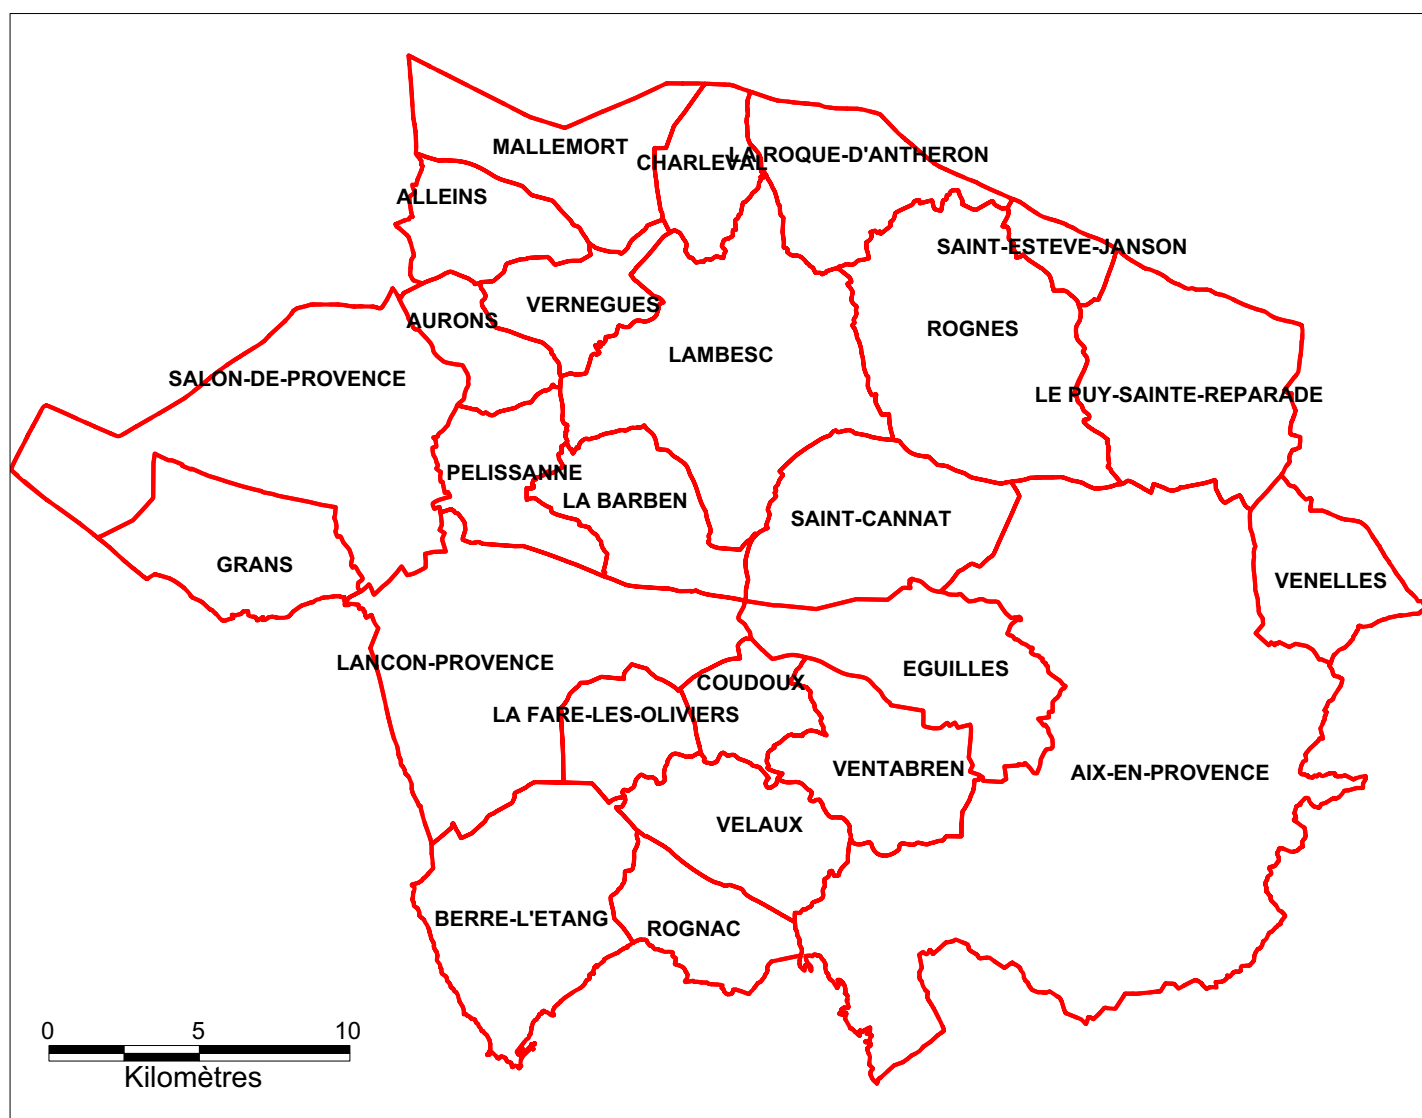 MALLEMORT
LA ROQUE-D'ANTHERON
CHARLEVAL
ALLEINS
SAINT-ESTEVE-JANSON
VERNEGUES
AURONS
ROGNES
LAMBESC
SALON-DE-PROVENCE
LE PUY-SAINTE-REPARADE
PELISSANNE
LA BARBEN
SAINT-CANNAT
GRANS
VENELLES
LANCON-PROVENCE
EGUILLES
COUDOUX
LA FARE-LES-OLIVIERS
VENTABREN
AIX-EN-PROVENCE
VELAUX
BERRE-L'ETANG
ROGNAC
0 5 10
Kilomètres